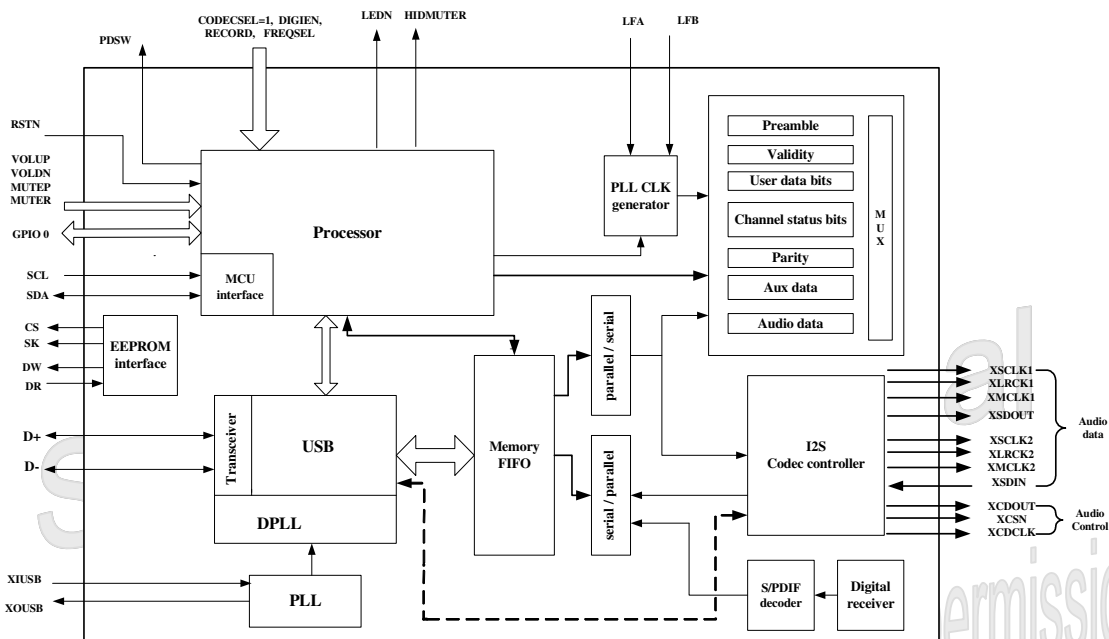 CODECSEL=1, DIGIEN,
RECORD, FREQSEL
PDSW
LEDN
HIDMUTER
LFA
LFB
RSTN
VOLUP
VOLDN
MUTEP
MUTER
GPIO 0
SCL
SDA
CS
SK
DW
DR
D+
D-
XIUSB
XOUSB
Processor
MCU
interface
EEPROM
interface
Transceiver
USB
DPLL
PLL
Memory
FIFO
PLL CLK
generator
parallel / serial
serial / parallel
Preamble
Validity
User data bits
Channel status bits
Parity
Aux data
Audio data
MUX
I2S
Codec controller
S/PDIF
decoder
Digital
receiver
XSCLK1
XLRCK1
XMCLK1
XSDOUT
XSCLK2
XLRCK2
XMCLK2
XSDIN
XCDOUT
XCSN
XCDCLK
Audio
data
Audio
Control